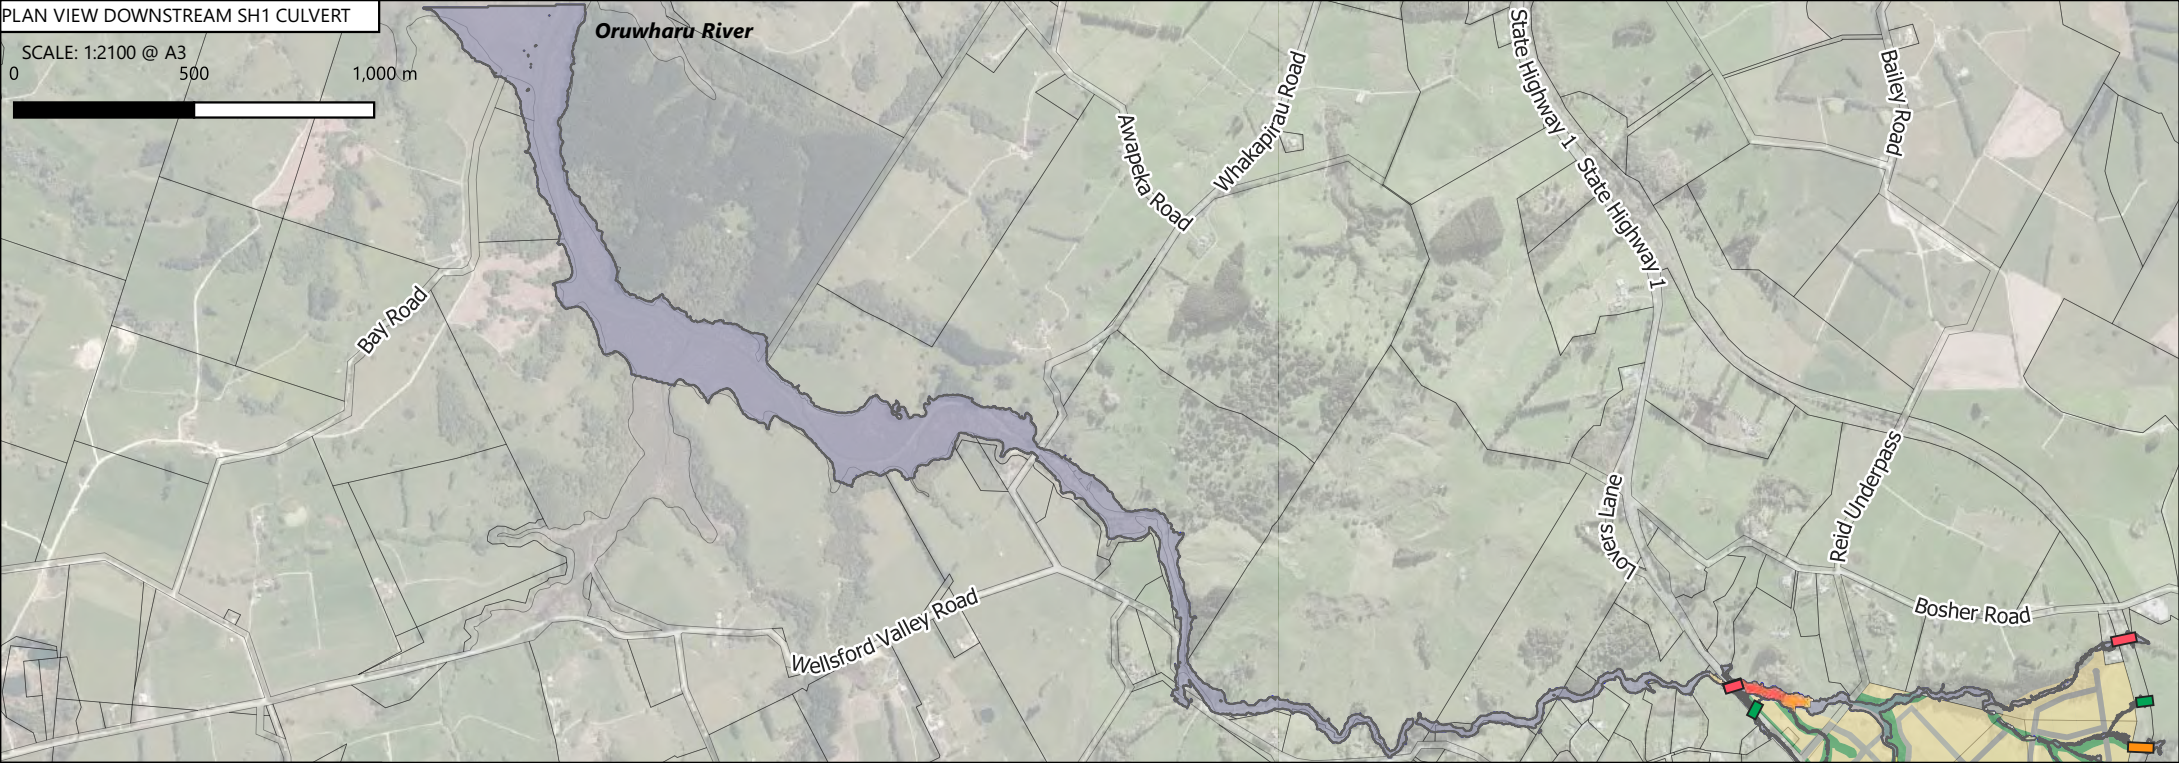 PLAN VIEW DOWNSTREAM SH1 CULVERT
SCALE: 1:2100 @ A3
0 500 1,000 m
Oruwharu River
Bay Road
Awapeka Road
Whakapirau Road
State Highway 1
State Highway 1
Bailey Road
Lovers Lane
Reid Underpass
Bosher Road
Wellsford Valley Road